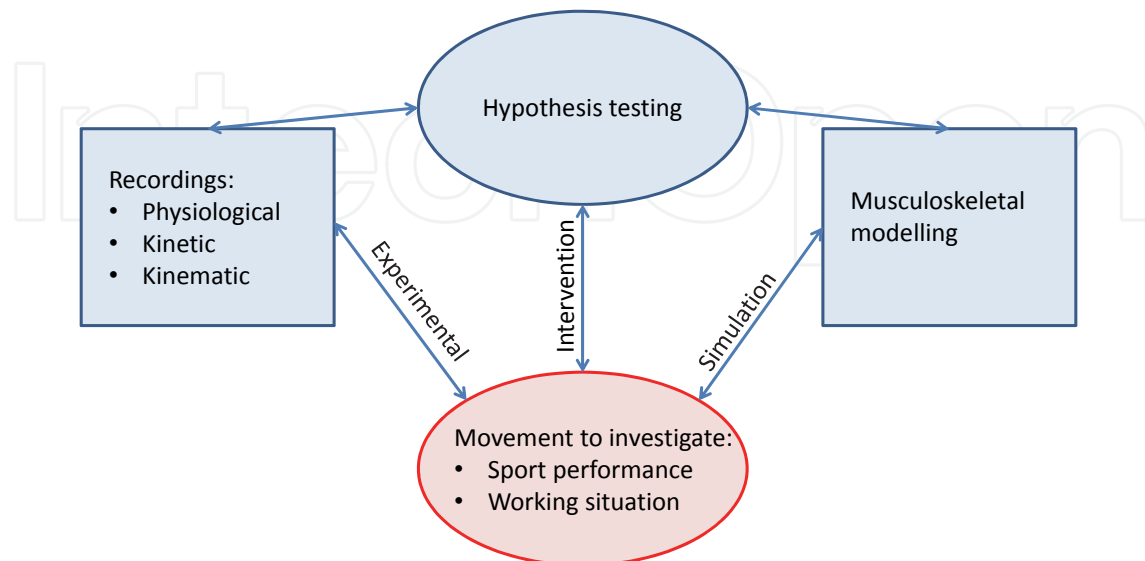 IntechOpen
Hypothesis testing
Recordings:
• Physiological
• Kinetic
• Kinematic
Musculoskeletal
modelling
Experimental
Intervention
Simulation
Movement to investigate:
• Sport performance
• Working situation